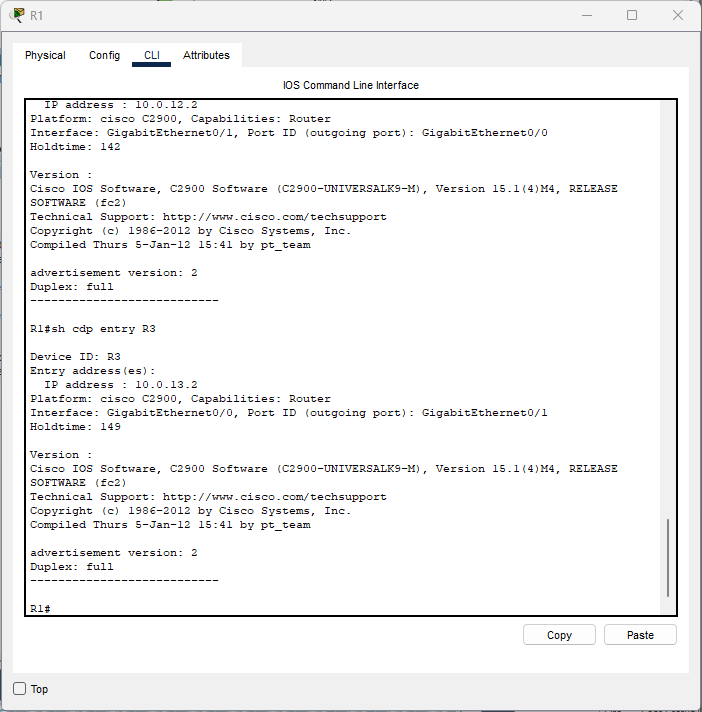 R1
Physical Config CLI Attributes
IOS Command Line Interface
IP address : 10.0.12.2
Platform: cisco C2900, Capabilities: Router
Interface: GigabitEthernet0/1, Port ID (outgoing port): GigabitEthernet0/0
Holdtime: 142
Version :
Cisco IOS Software, C2900 Software (C2900-UNIVERSALK9-M), Version 15.1(4)M4, RELEASE
SOFTWARE (fc2)
Technical Support: http://www.cisco.com/techsupport
Copyright (c) 1986-2012 by Cisco Systems, Inc.
Compiled Thurs 5-Jan-12 15:41 by pt_team
advertisement version: 2
Duplex: full
---------------------------
R1#sh cdp entry R3
Device ID: R3
Entry address(es):
IP address : 10.0.13.2
Platform: cisco C2900, Capabilities: Router
Interface: GigabitEthernet0/0, Port ID (outgoing port): GigabitEthernet0/1
Holdtime: 149
Version :
Cisco IOS Software, C2900 Software (C2900-UNIVERSALK9-M), Version 15.1(4)M4, RELEASE
SOFTWARE (fc2)
Technical Support: http://www.cisco.com/techsupport
Copyright (c) 1986-2012 by Cisco Systems, Inc.
Compiled Thurs 5-Jan-12 15:41 by pt_team
advertisement version: 2
Duplex: full
---------------------------
R1#
Copy Paste
Top